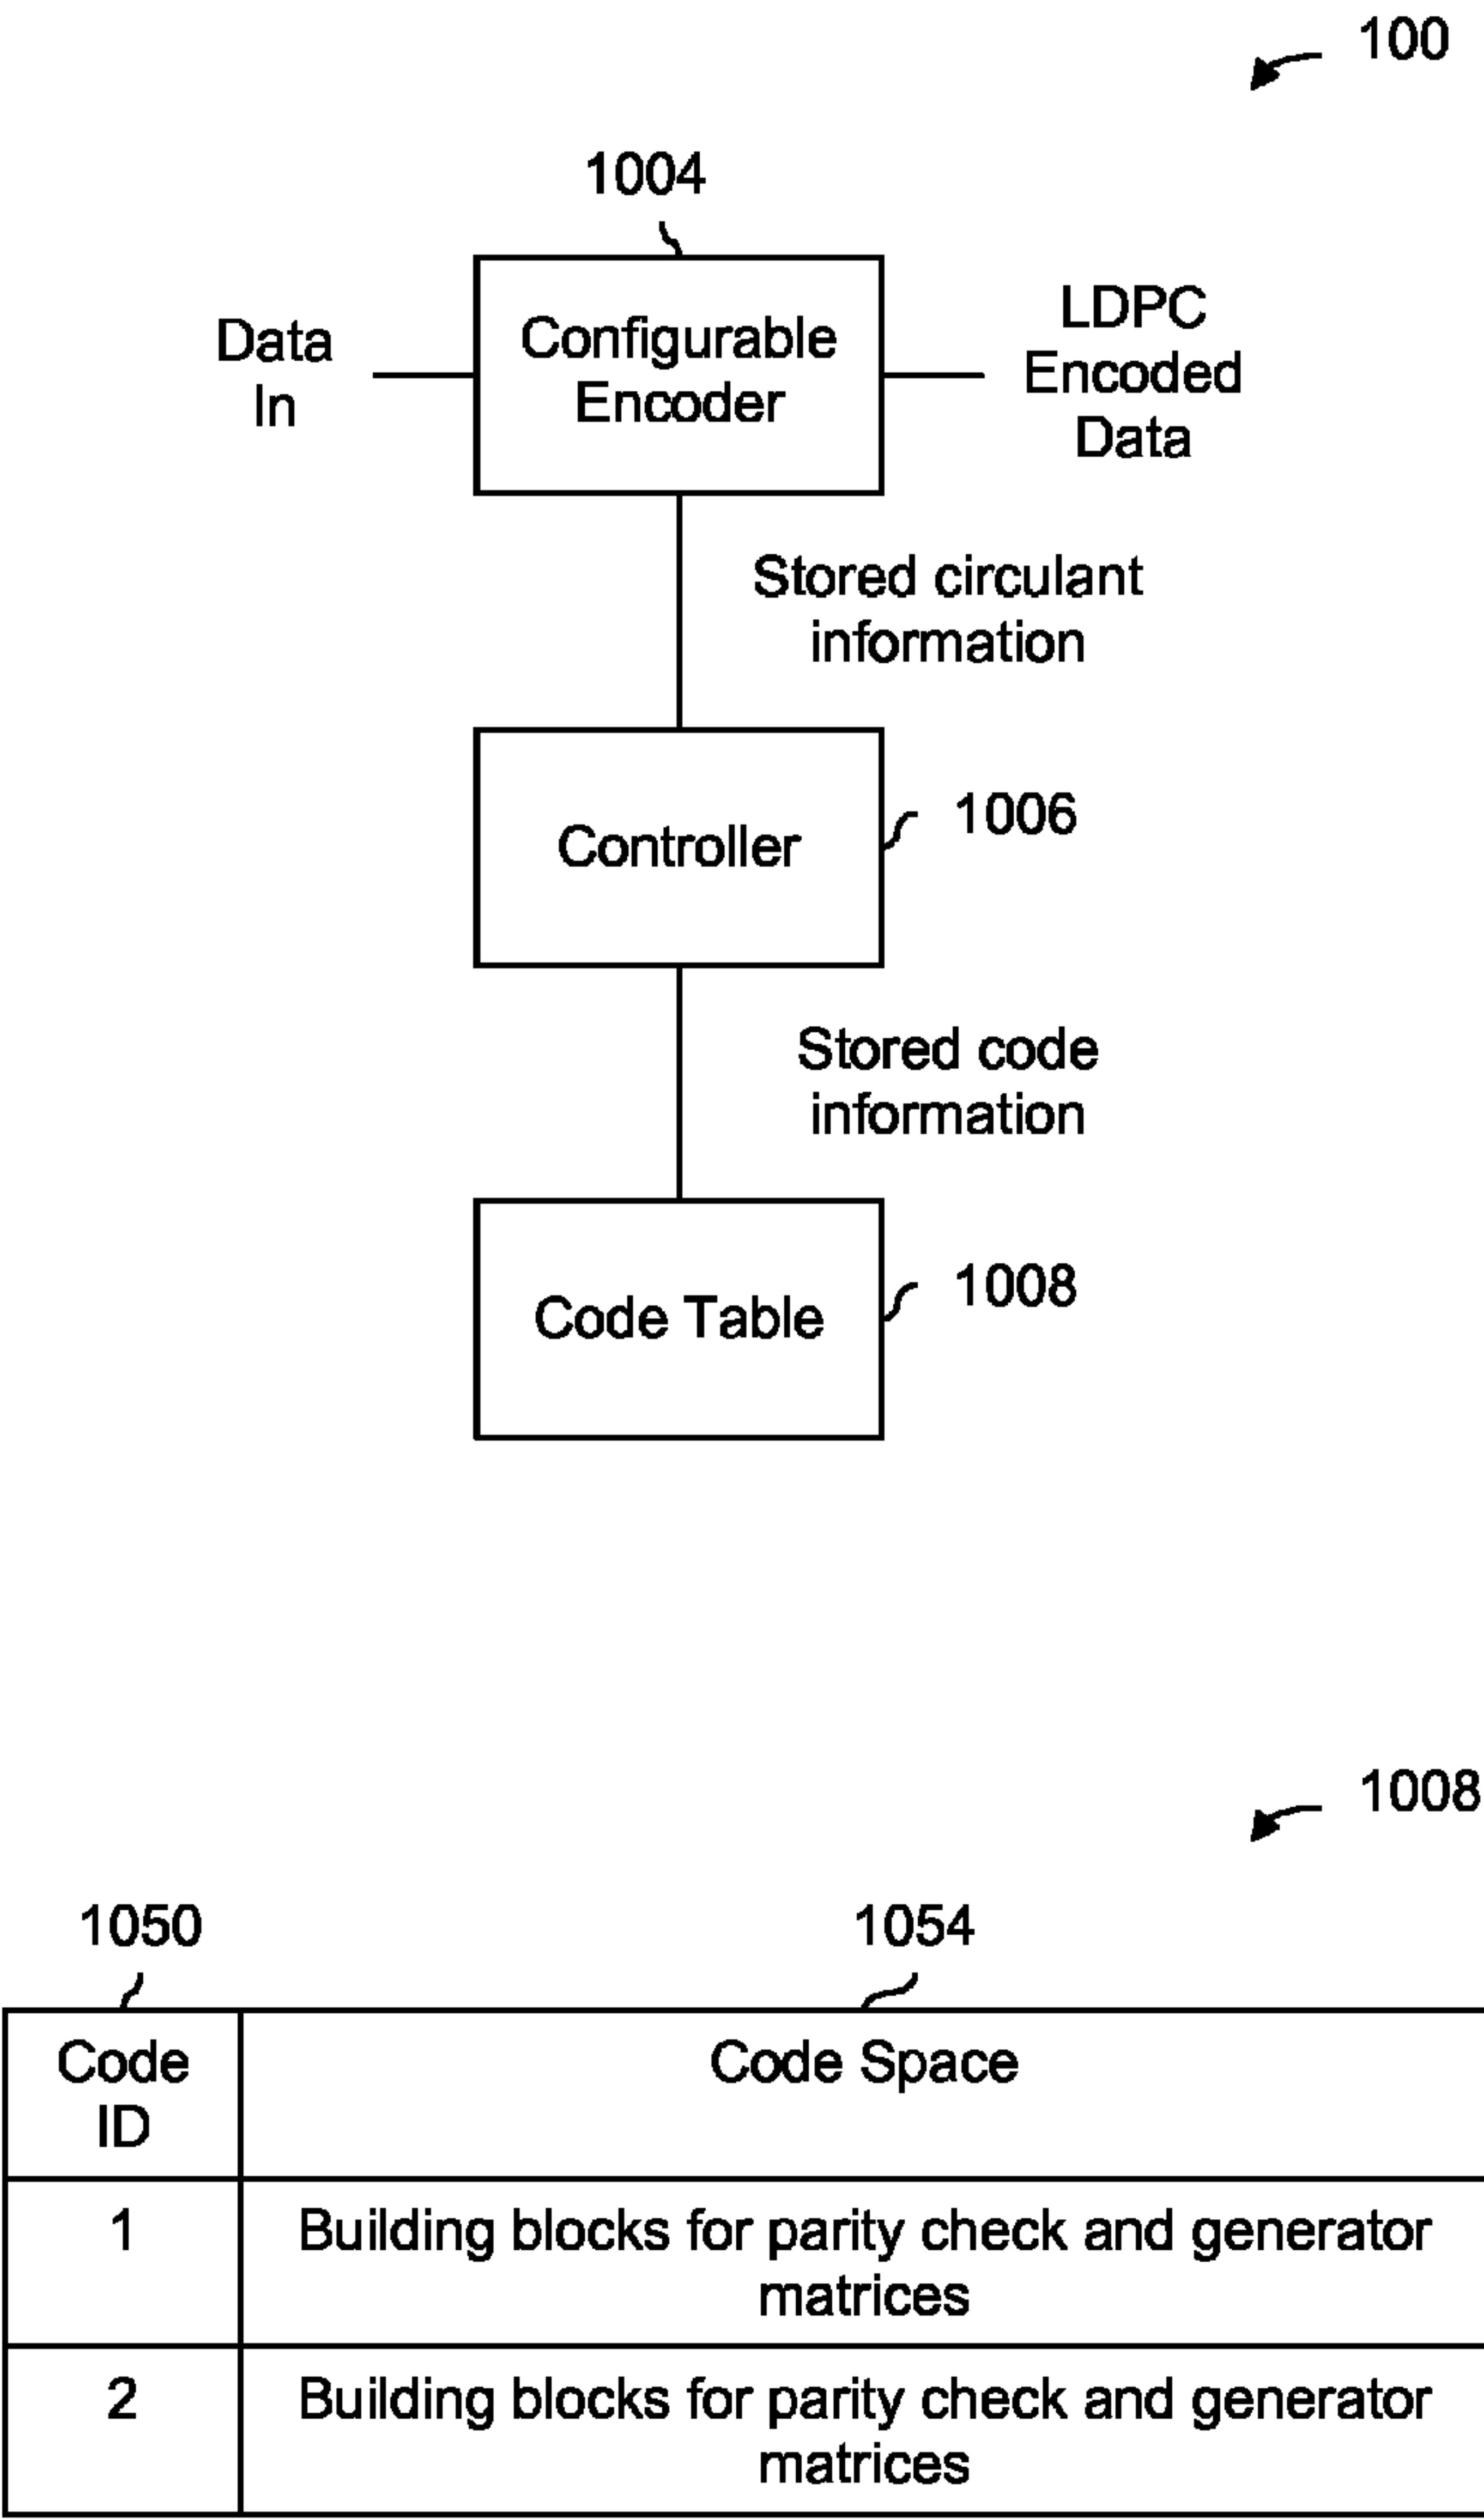 100
1004
Data
In
Configurable
Encoder
LDPC
Encoded
Data
Stored circulant
information
Controller
1006
Stored code
information
Code Table
1008
1008
1050
1054
Code
ID
Code Space
1
Building blocks for parity check and generator
matrices
2
Building blocks for parity check and generator
matrices